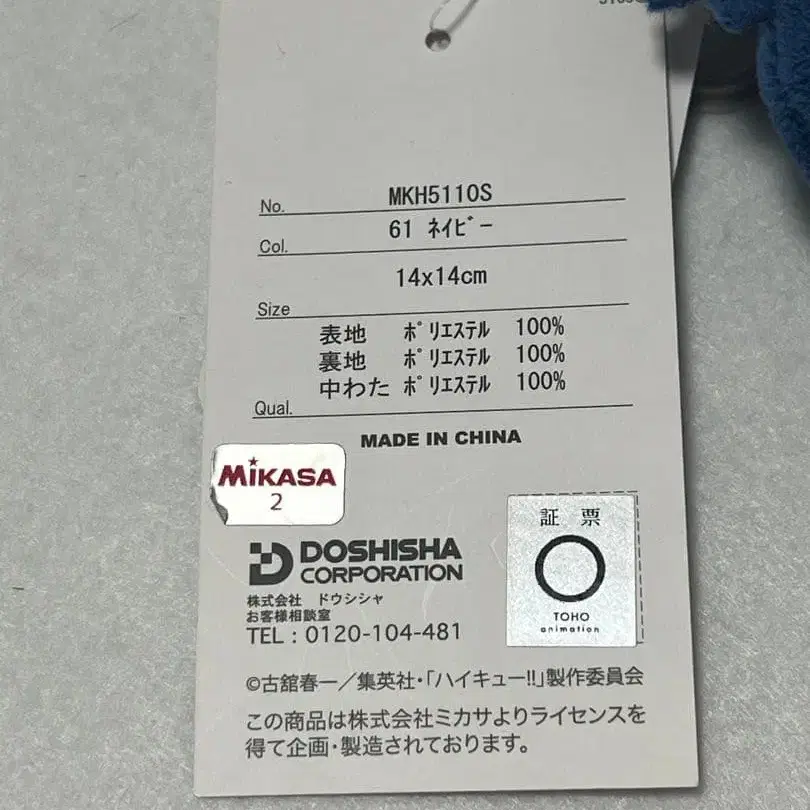 No. MKH5110S
Col. 61 ﾈｲﾋﾞｰ
Size 14x14cm
表地 ﾎﾟﾘｴｽﾃﾙ 100%
裏地 ﾎﾟﾘｴｽﾃﾙ 100%
中わた ﾎﾟﾘｴｽﾃﾙ 100%
Qual.
MADE IN CHINA
MiKASA
2
証 票
TOHO
animation
DOSHISHA
CORPORATION
株式会社 ドウシシャ
お客様相談室
TEL : 0120-104-481
©古舘春一／集英社・「ハイキュー!!」製作委員会
この商品は株式会社ミカサよりライセンスを
得て企画・製造されております。